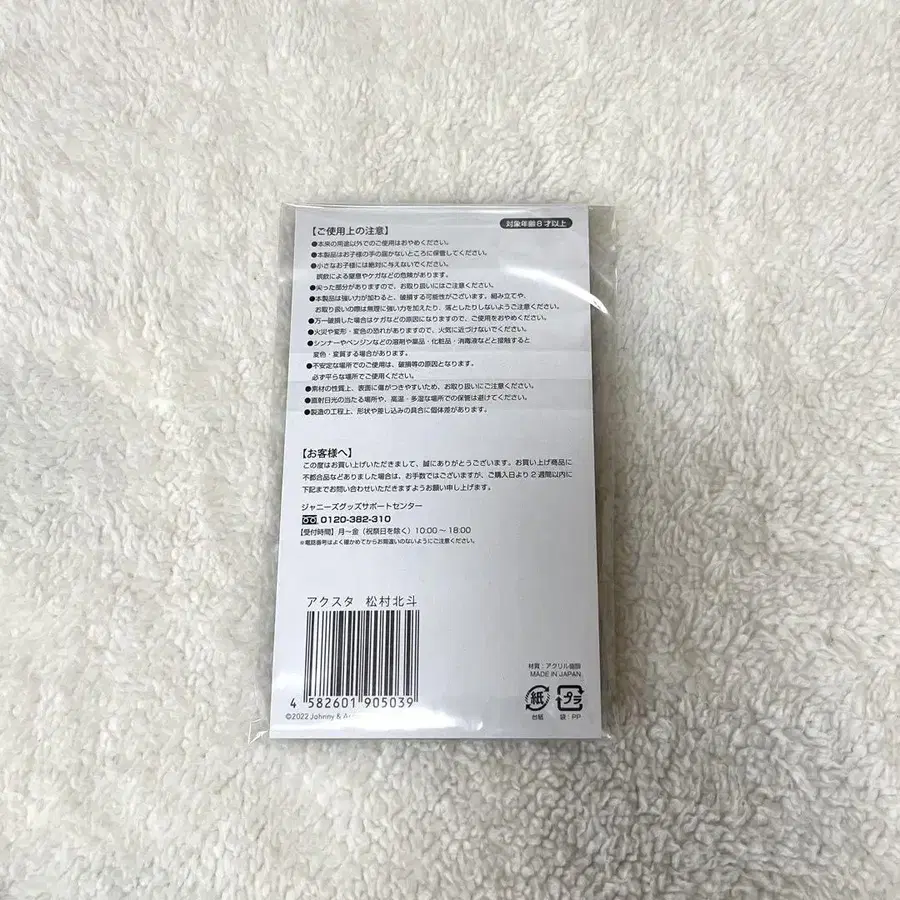 【ご使用上の注意】
対象年齢8才以上
●本来の用途以外でのご使用はおやめください。
●本製品はお子様の手の届かないところに保管してください。
●小さなお子様には絶対に与えないでください。
誤飲による窒息やケガなどの危険があります。
●尖った部分がありますので、お取り扱いにはご注意ください。
●本製品は強い力が加わると、破損する可能性がございます。組み立てや、
お取り扱いの際は無理に強い力を加えたり、落としたりしないようご注意ください。
●万一破損した場合はケガなどの原因になりますので、ご使用をおやめください。
●火災や変形・変色の恐れがありますので、火気に近づけないでください。
●シンナーやベンジンなどの溶剤や薬品・化粧品・消毒液などと接触すると
変色・変質する場合があります。
●不安定な場所でのご使用は、破損等の原因となります。
必ず平らな場所でご使用ください。
●素材の性質上、表面に傷がつきやすいため、お取り扱いにご注意ください。
●直射日光の当たる場所や、高温・多湿な場所での保管は避けてください。
●製造の工程上、形状や差し込みの具合に個体差があります。
【お客様へ】
この度はお買い上げいただきまして、誠にありがとうございます。お買い上げ商品に
不都合品などありました場合は、お手数ではございますが、ご購入日より2週間以内に
下記までお問い合わせいただきますようお願い申し上げます。
ジャニーズグッズサポートセンター
0120-382-310
【受付時間】月〜金(祝祭日を除く)10:00〜18:00
※電話番号はよく確かめてからお間違いのないようにご注意ください。
アクスタ 松村北斗
4 582601 905039
©2022 Johnny &
材質:アクリル樹脂
MADE IN JAPAN
紙 プラ
台紙 袋:PP